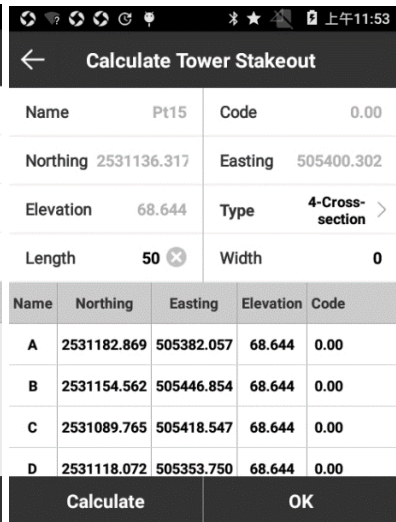 上午11:53
Calculate Tower Stakeout
Name Pt15 Code 0.00
Northing 2531136.317 Easting 505400.302
Elevation 68.644 Type 4-Cross-
section
Length 50 Width 0
Name Northing Easting Elevation Code
A 2531182.869 505382.057 68.644 0.00
B 2531154.562 505446.854 68.644 0.00
C 2531089.765 505418.547 68.644 0.00
D 2531118.072 505353.750 68.644 0.00
Calculate OK